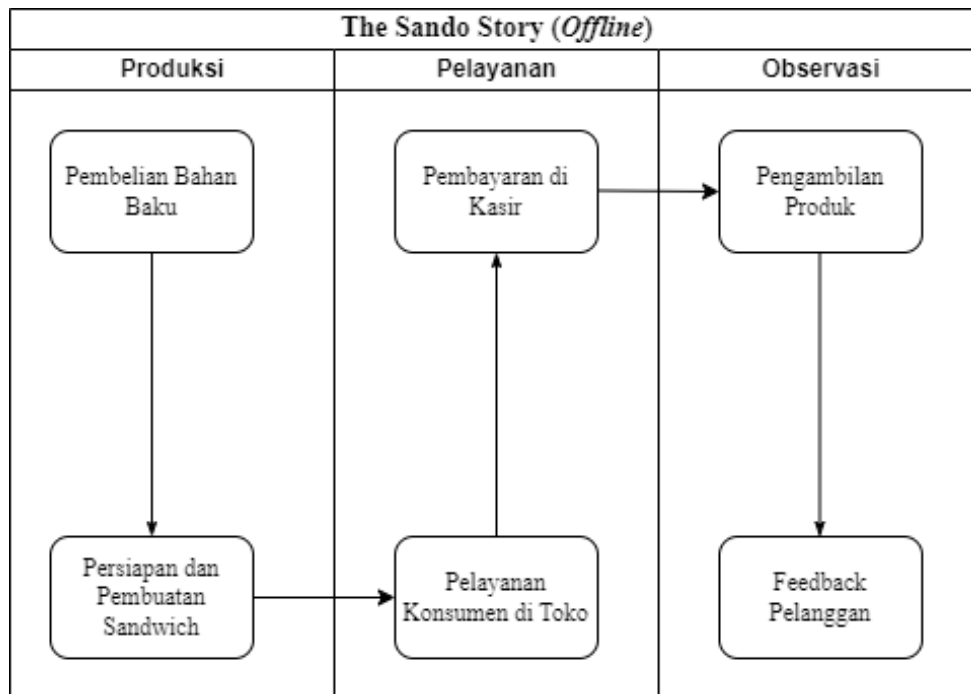 The Sando Story (Offline)
Produksi
Pelayanan
Observasi
Pembelian Bahan
Baku
Pembayaran di
Kasir
Pengambilan
Produk
Persiapan dan
Pembuatan
Sandwich
Pelayanan
Konsumen di Toko
Feedback
Pelanggan